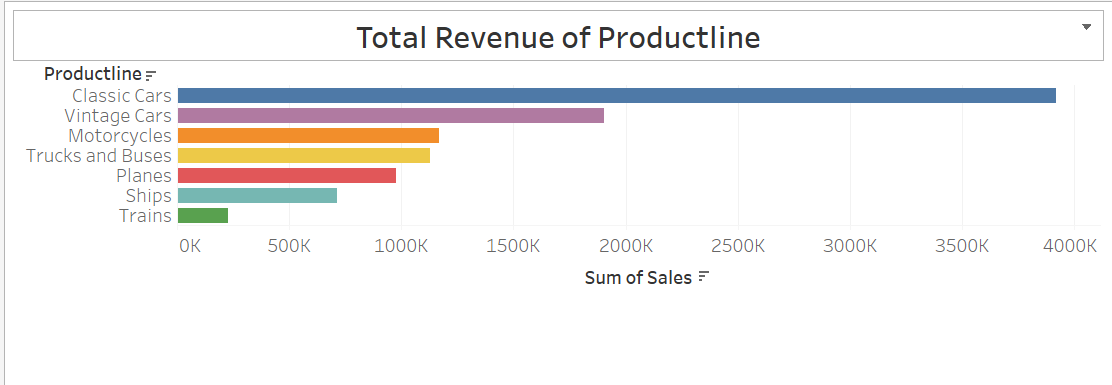 Total Revenue of Productline
Productline
Classic Cars
Vintage Cars
Motorcycles
Trucks and Buses
Planes
Ships
Trains
0K 500K 1000K 1500K 2000K 2500K 3000K 3500K 4000K
Sum of Sales